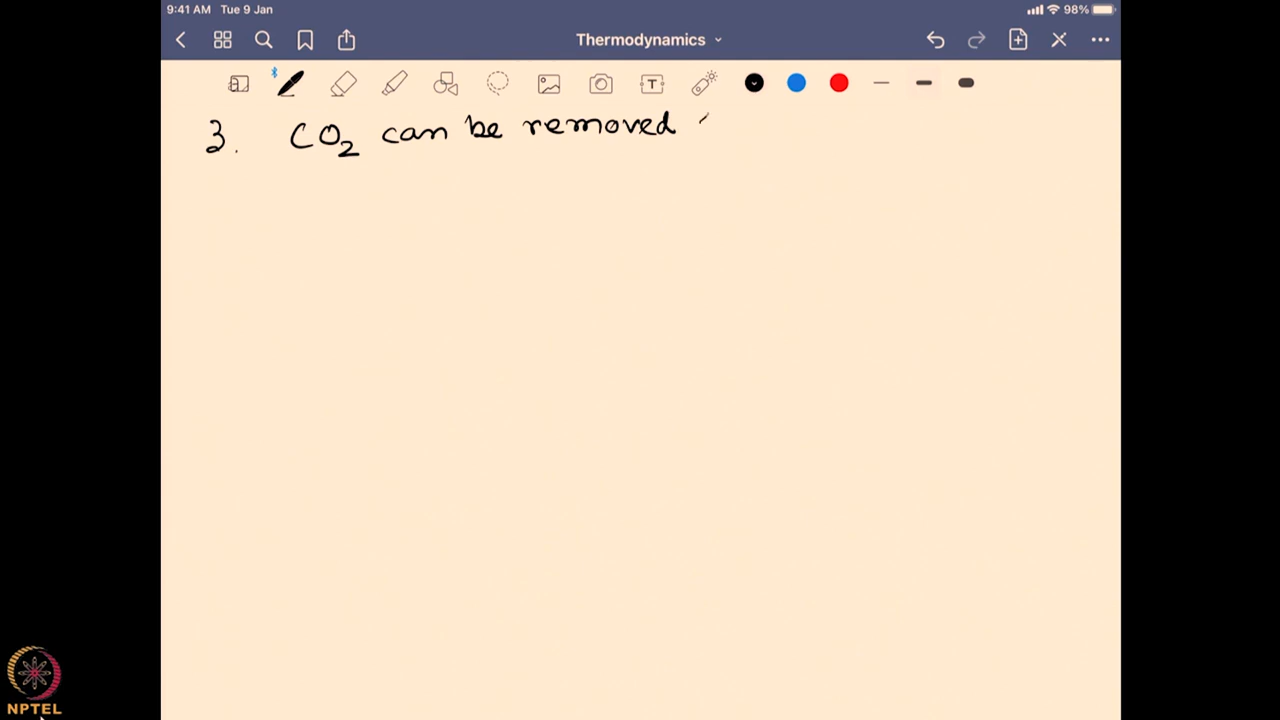 9:41 AM Tue 9 Jan 98%
Thermodynamics
T
3. CO₂ can be removed
NPTEL